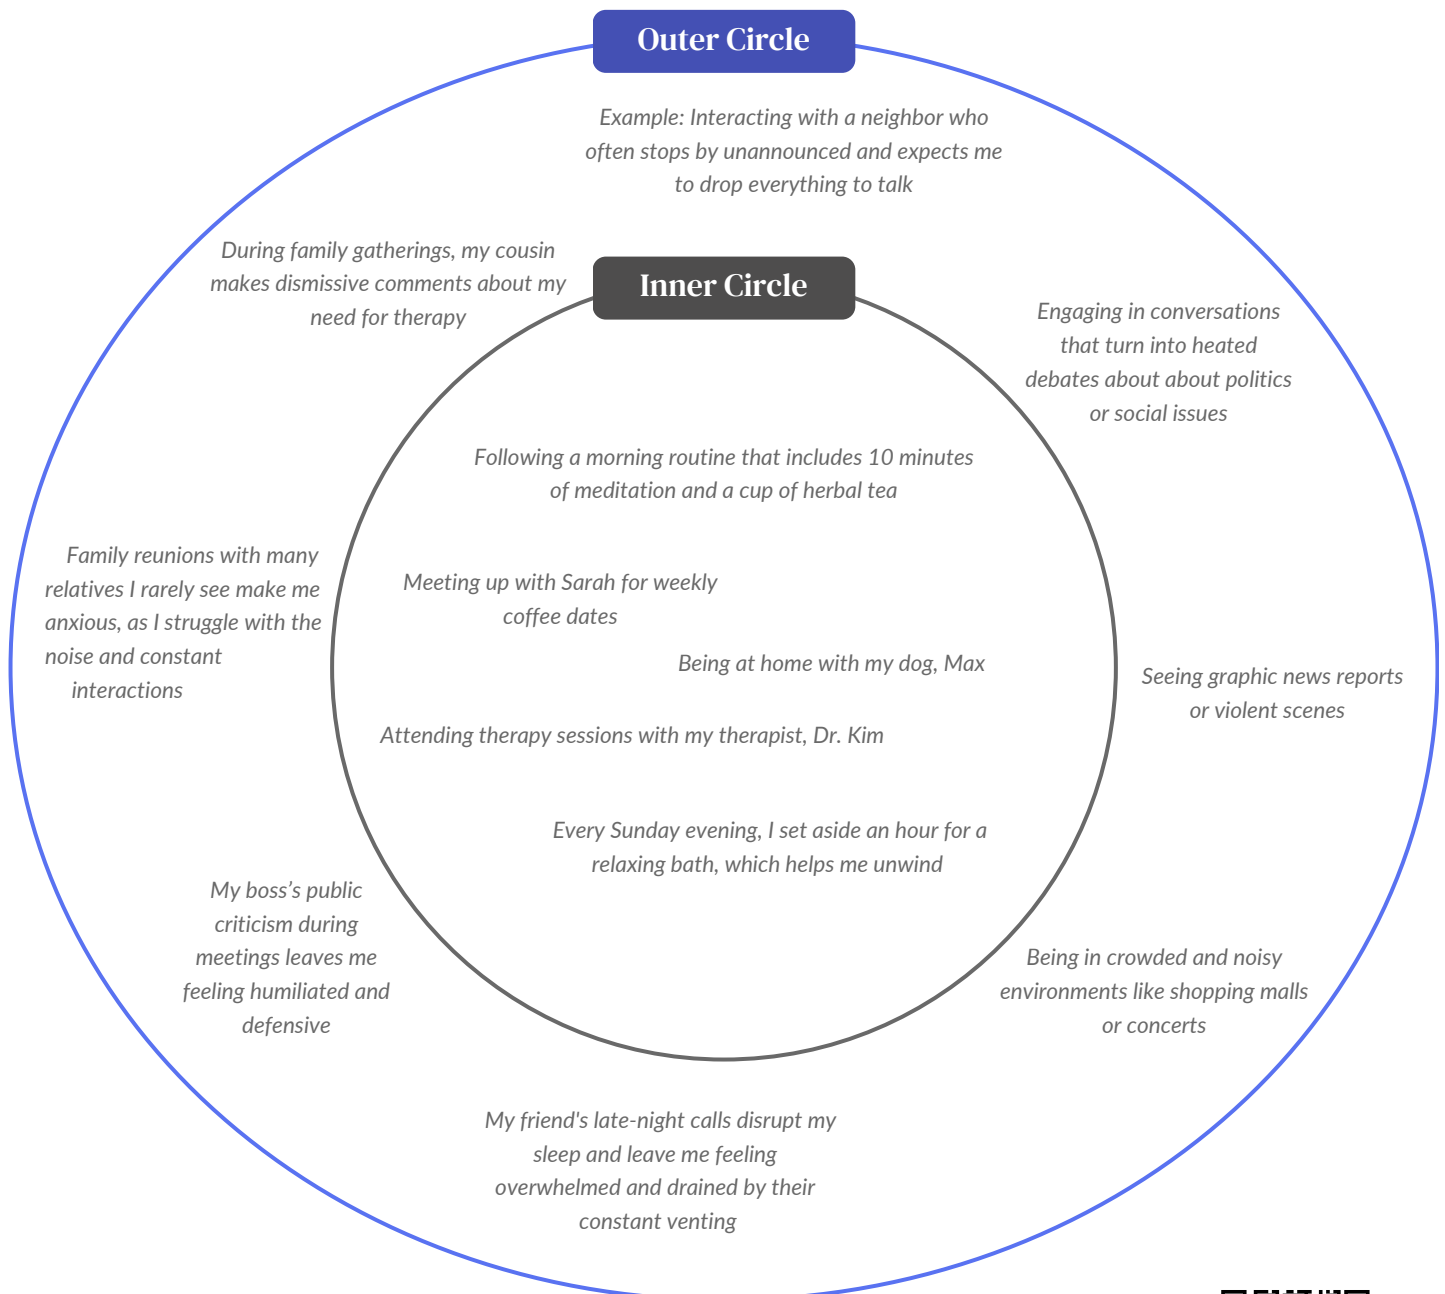 Outer Circle
Example: Interacting with a neighbor who
often stops by unannounced and expects me
to drop everything to talk
During family gatherings, my cousin
makes dismissive comments about my
need for therapy
Inner Circle
Engaging in conversations
that turn into heated
debates about about politics
or social issues
Following a morning routine that includes 10 minutes
of meditation and a cup of herbal tea
Family reunions with many
relatives I rarely see make me
anxious, as I struggle with the
noise and constant
interactions
Meeting up with Sarah for weekly
coffee dates
Being at home with my dog, Max
Seeing graphic news reports
or violent scenes
Attending therapy sessions with my therapist, Dr. Kim
Every Sunday evening, I set aside an hour for a
relaxing bath, which helps me unwind
My boss’s public
criticism during
meetings leaves me
feeling humiliated and
defensive
Being in crowded and noisy
environments like shopping malls
or concerts
My friend's late-night calls disrupt my
sleep and leave me feeling
overwhelmed and drained by their
constant venting